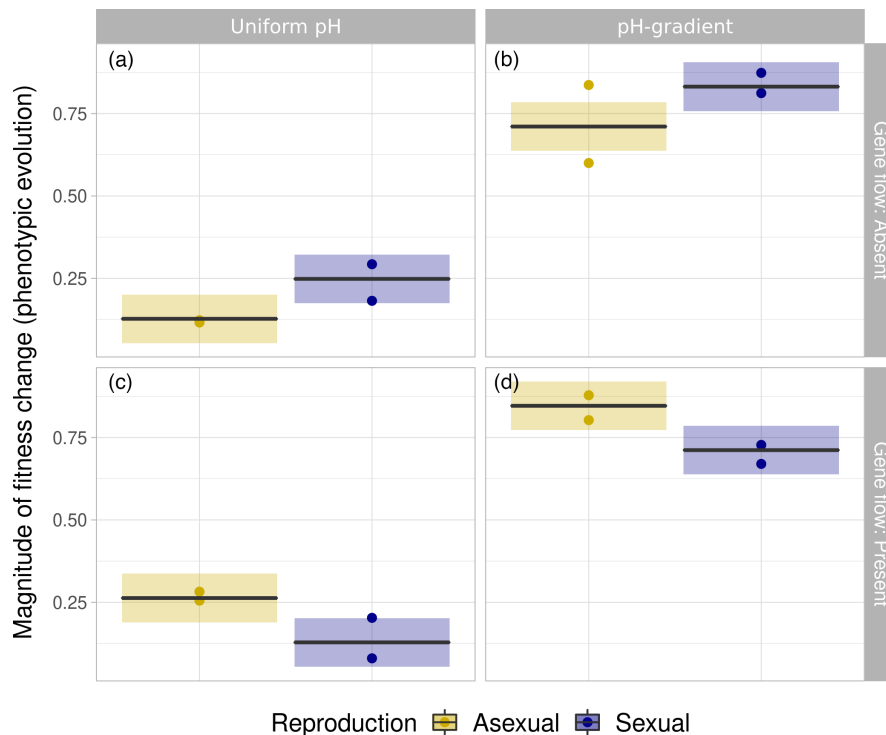 Uniform pH
pH-gradient
(a)
(b)
Gene flow: Absent
0.75
0.50
0.25
Magnitude of fitness change (phenotypic evolution)
(c)
(d)
Gene flow: Present
0.75
0.50
0.25
Reproduction Asexual Sexual